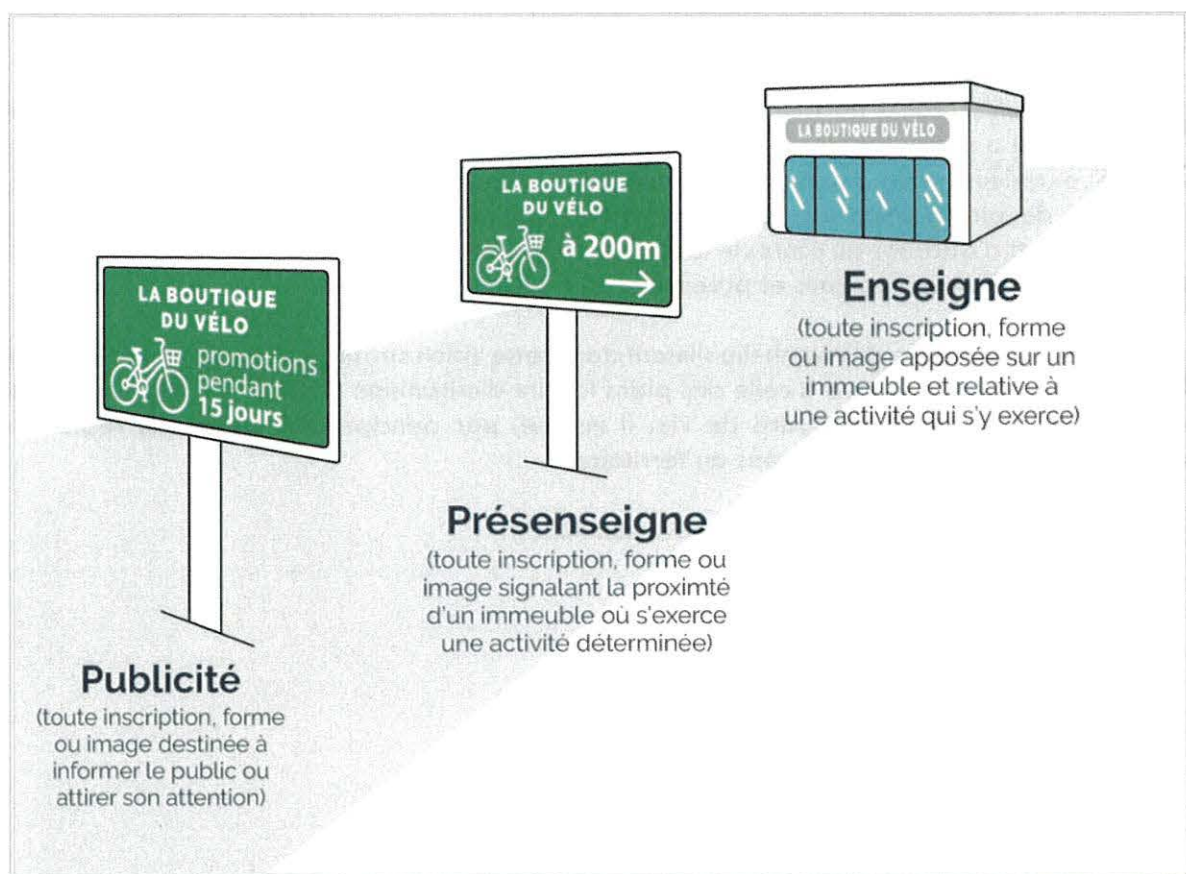 LA BOUTIQUE DU VÉLO
LA BOUTIQUE
DU VÉLO
à 200m
LA BOUTIQUE
DU VÉLO
promotions
pendant
15 jours
Enseigne
(toute inscription, forme
ou image apposée sur un
immeuble et relative à
une activité qui s'y exerce)
Présenseigne
(toute inscription, forme ou
image signalant la proximté
d'un immeuble où s'exerce
une activité déterminée)
Publicité
(toute inscription, forme
ou image destinée à
informer le public ou
attirer son attention)